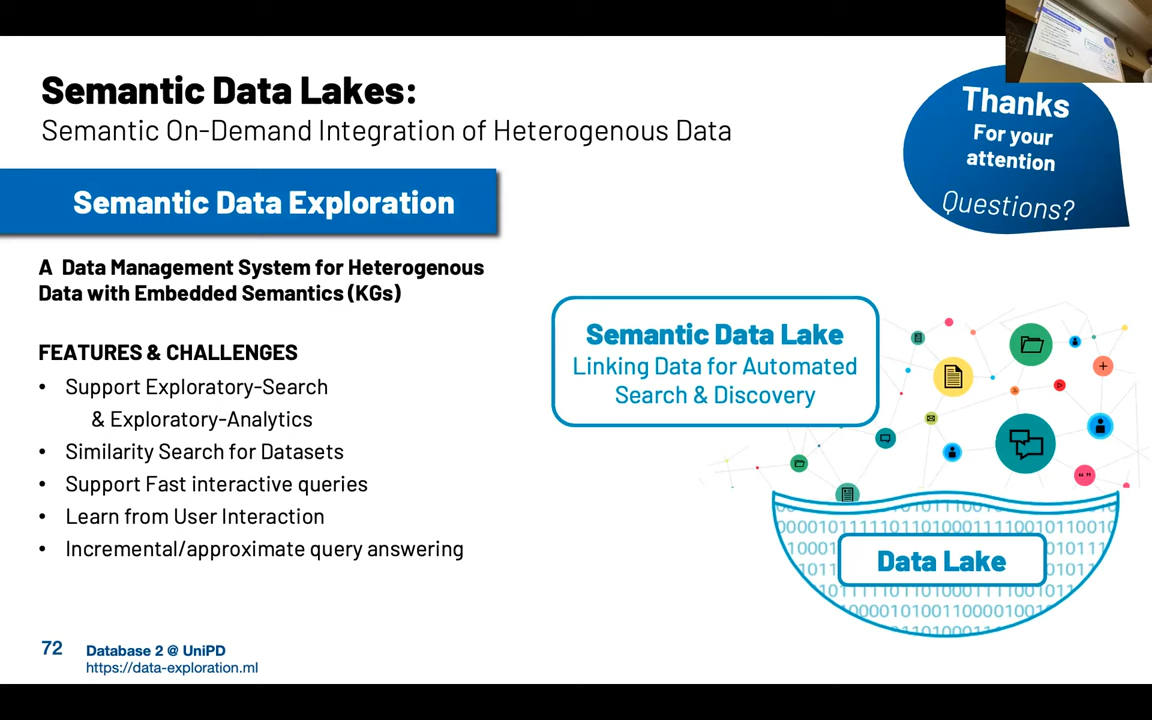 Semantic Data Lakes:
Semantic On-Demand Integration of Heterogenous Data
Thanks
For your
attention
Questions?
Semantic Data Exploration
A Data Management System for Heterogenous
Data with Embedded Semantics (KGs)
FEATURES & CHALLENGES
• Support Exploratory-Search
& Exploratory-Analytics
• Similarity Search for Datasets
• Support Fast interactive queries
• Learn from User Interaction
• Incremental/approximate query answering
Semantic Data Lake
Linking Data for Automated
Search & Discovery
Data Lake
72
Database 2 @ UniPD
https://data-exploration.ml